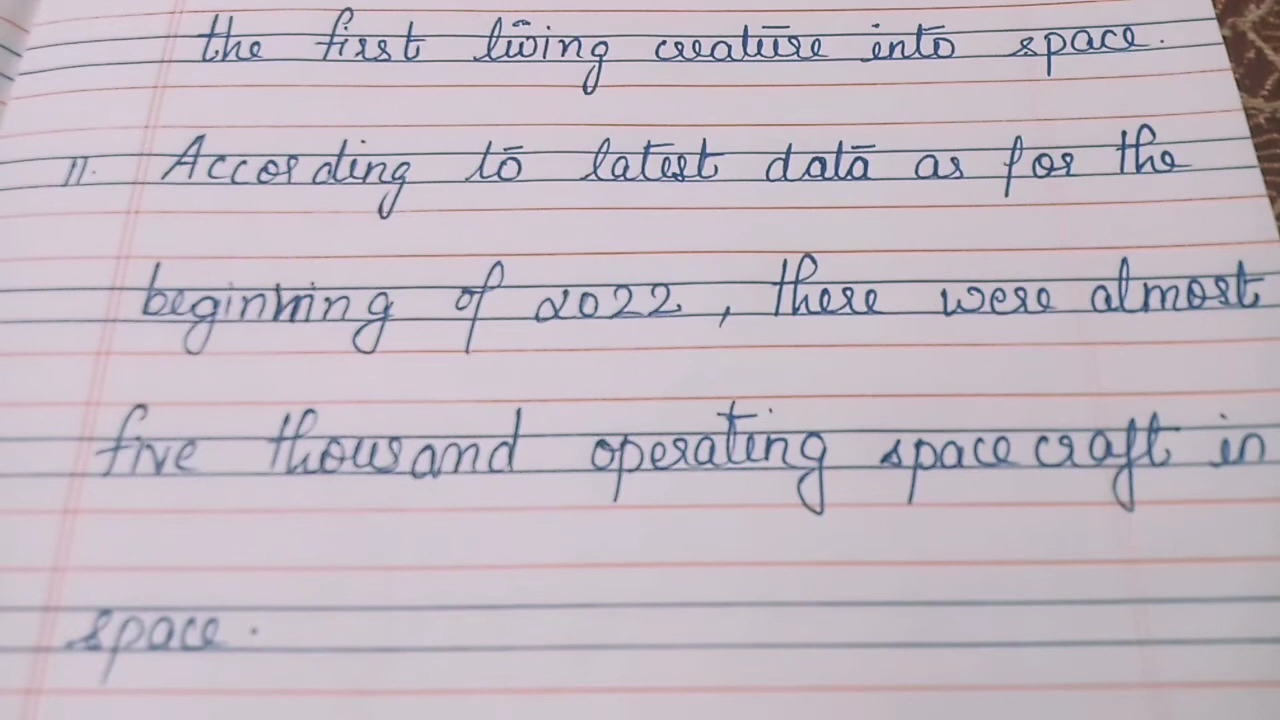 the first living creature into space.
11. According to latest data as for the
beginning of 2022, there were almost
five thousand operating spacecraft in
space.